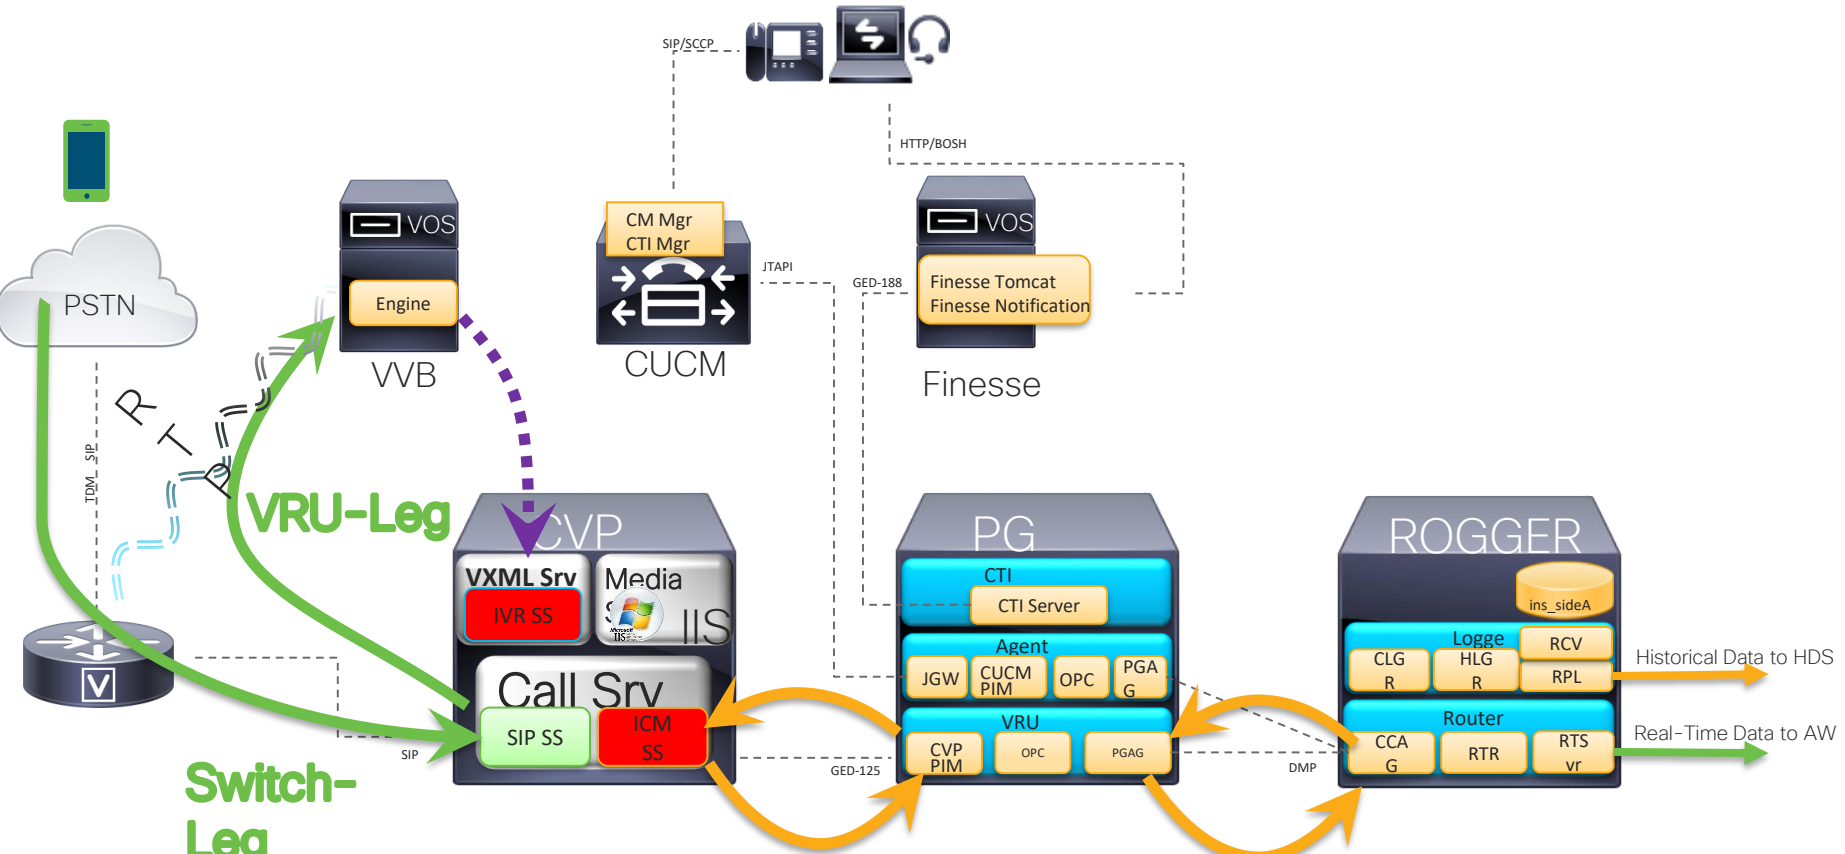 SIP/SCCP
HTTP/BOSH
VOS
Engine
VVB
CM Mgr
CTI Mgr
CUCM
JTAPI
GED-188
VOS
Finesse Tomcat
Finesse Notification
Finesse
PSTN
TDM SIP
R
T
P
VRU-Leg
Switch-
Leg
SIP
CVP
VXML Srv
IVR SS
Media
S
Microsoft
IIS
IIS
Call Srv
SIP SS
ICM
SS
GED-125
PG
CTI
CTI Server
Agent
JGW
CUCM
PIM
OPC
PGA
G
VRU
CVP
PIM
OPC
PGAG
DMP
ROGGER
ins_sideA
Logge
CLG
R
HLG
R
RCV
RPL
Router
CCA
G
RTR
RTS
vr
Historical Data to HDS
Real-Time Data to AW
V